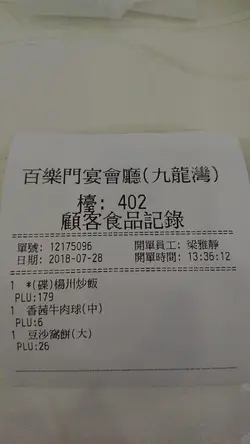 百樂門宴會廳(九龍灣)
檯: 402
顧客食品記錄
單號: 12175096 開單員工: 梁雅靜
日期: 2018-07-28 開單時間: 13:36:12
1 *(碟)楊州炒飯
PLU:179
1 香茜牛肉球(中)
PLU:6
1 豆沙窩餅(大)
PLU:26